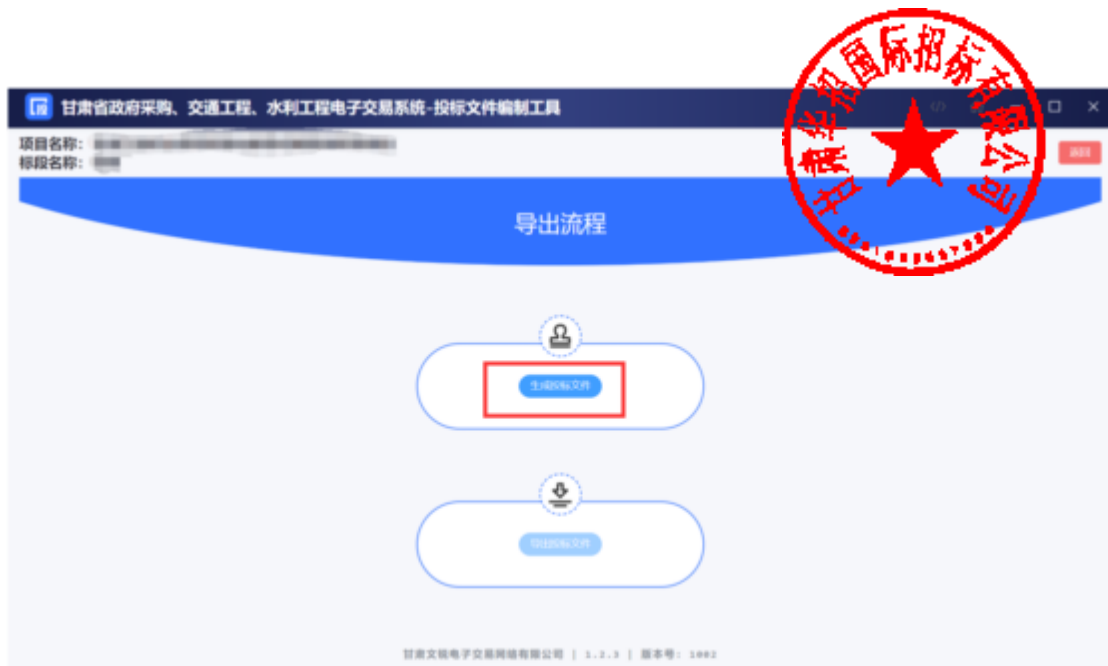 甘肃省政府采购、交通工程、水利工程电子交易系统-投标文件编制工具
项目名称:
标段名称:
返回
甘肃华招国际招标有限公司
导出流程
生成投标文件
导出投标文件
甘肃文锐电子交易网络有限公司 | 1.2.3 | 版本号: 1002